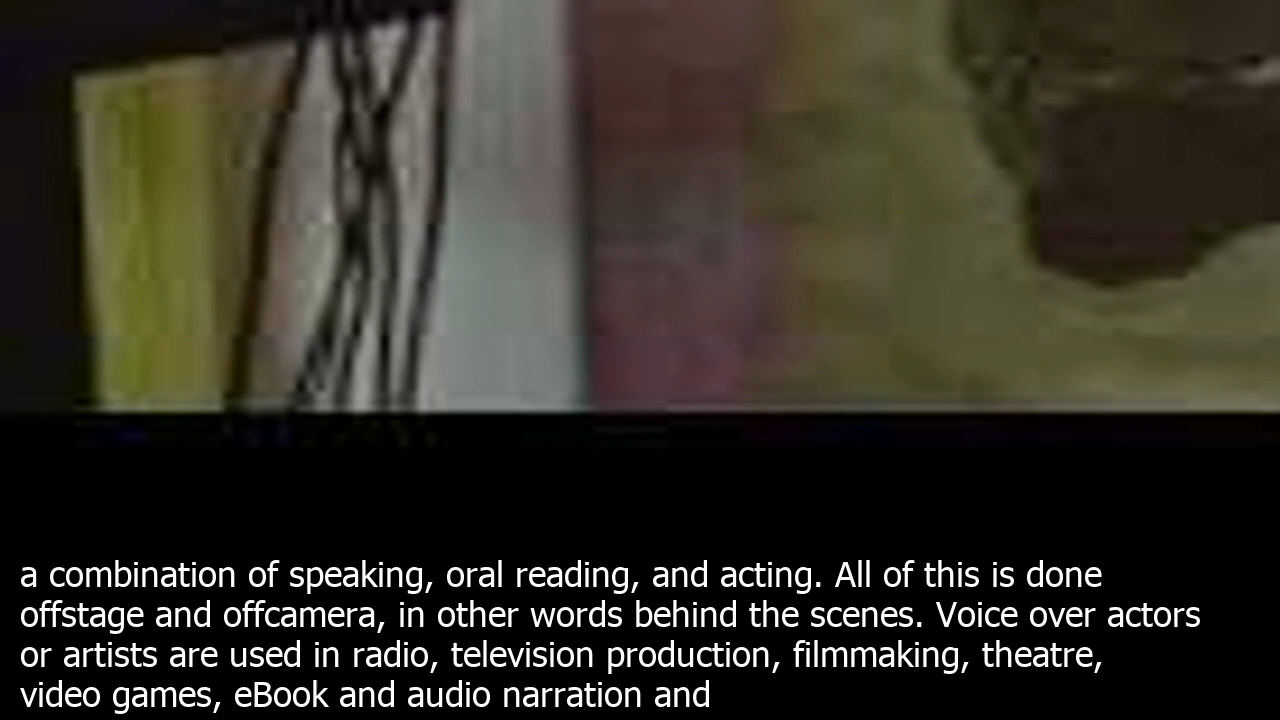 a combination of speaking, oral reading, and acting. All of this is done
offstage and offcamera, in other words behind the scenes. Voice over actors
or artists are used in radio, television production, filmmaking, theatre,
video games, eBook and audio narration and